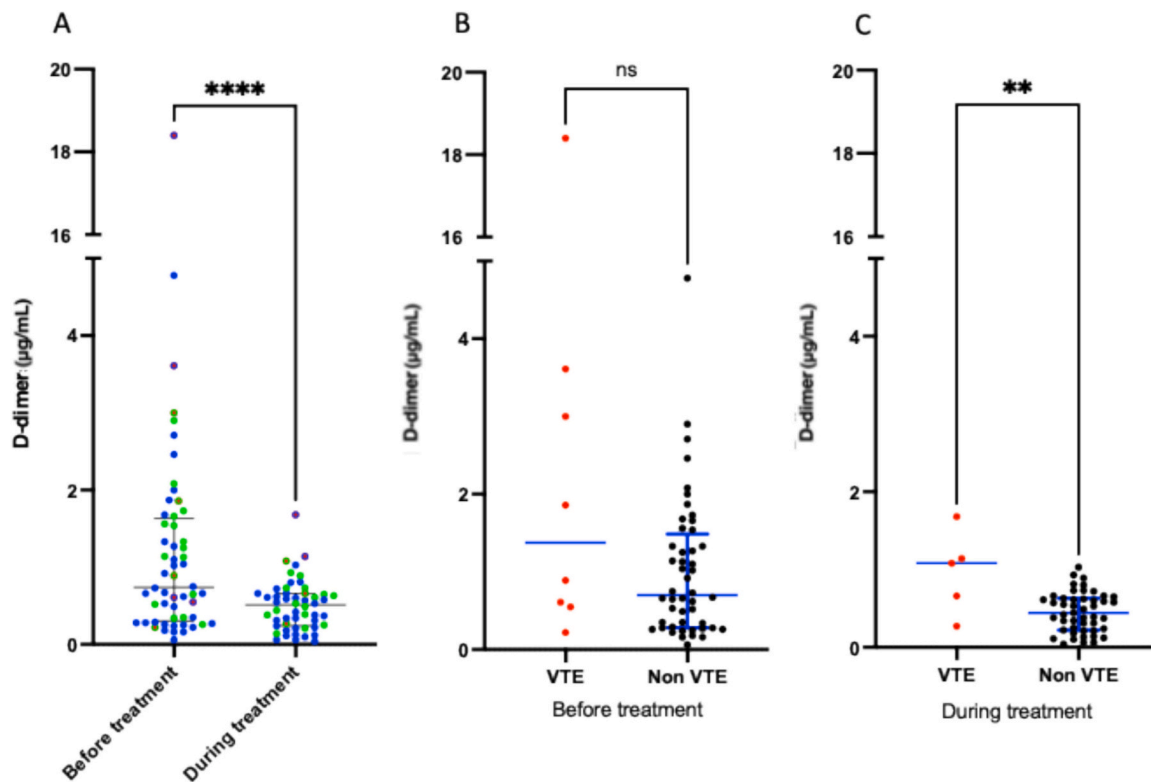 A
B
C
20
18
16
4
2
0
D-dimer (µg/mL)
****
Before treatment
During treatment
20
18
16
4
2
0
D-dimer (µg/mL)
ns
VTE
Non VTE
Before treatment
20
18
16
4
2
0
D-dimer (µg/mL)
**
VTE
Non VTE
During treatment